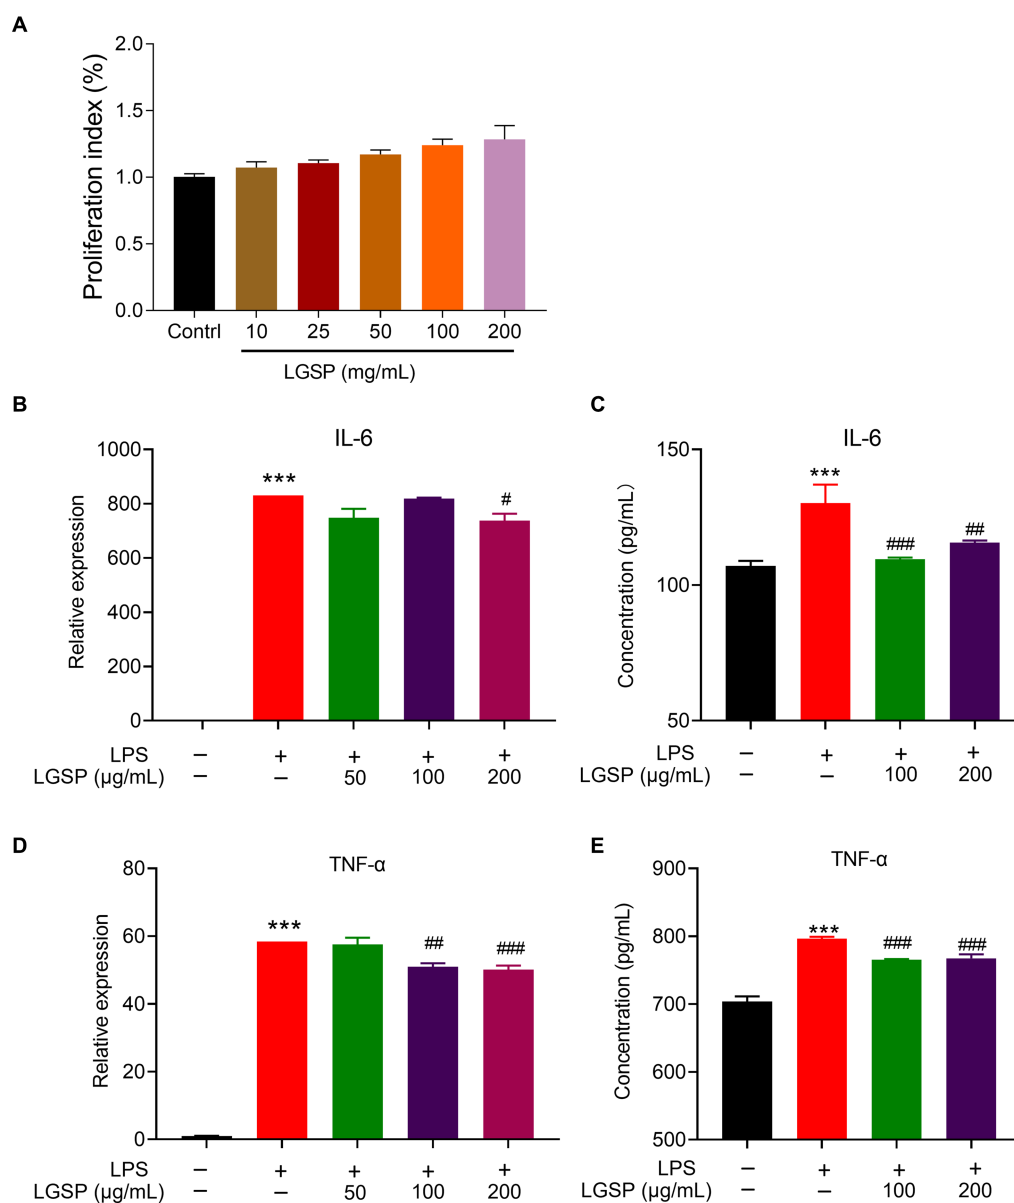 A
Proliferation index (%)
2.0
1.5
1.0
0.5
0.0
Contrl 10 25 50 100 200
LGSP (mg/mL)
B
IL-6
Relative expression
1000
800
600
400
200
0
***
#
LPS − + + + +
LGSP (μg/mL) − − 50 100 200
C
IL-6
Concentration (pg/mL)
150
100
50
***
###
##
LPS − + + +
LGSP (μg/mL) − − 100 200
D
TNF-α
Relative expression
80
60
40
20
0
***
##
###
LPS − + + + +
LGSP (μg/mL) − − 50 100 200
E
TNF-α
Concentration (pg/mL)
900
800
700
600
500
***
###
###
LPS − + + +
LGSP (μg/mL) − − 100 200